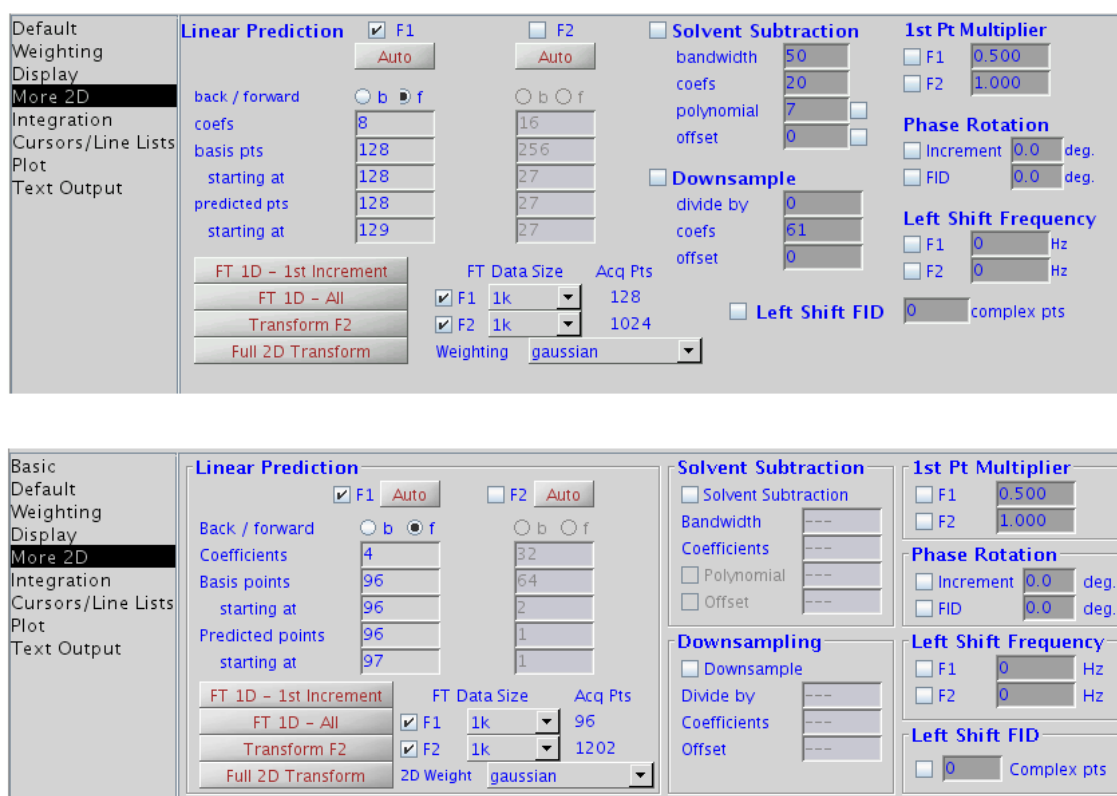 Default
Weighting
Display
More 2D
Integration
Cursors/Line Lists
Plot
Text Output
Linear Prediction F1 F2
Auto Auto
back / forward b f b f
coefs 8 16
basis pts 128 256
starting at 128 27
predicted pts 128 27
starting at 129 27
FT 1D - 1st Increment
FT 1D - All
Transform F2
Full 2D Transform
FT Data Size Acq Pts
F1 1k 128
F2 1k 1024
Weighting gaussian
Solvent Subtraction
bandwidth 50
coefs 20
polynomial 7
offset 0
Downsample
divide by 0
coefs 61
offset 0
1st Pt Multiplier
F1 0.500
F2 1.000
Phase Rotation
Increment 0.0 deg.
FID 0.0 deg.
Left Shift Frequency
F1 0 Hz
F2 0 Hz
Left Shift FID 0 complex pts
Basic
Default
Weighting
Display
More 2D
Integration
Cursors/Line Lists
Plot
Text Output
Linear Prediction
F1 Auto F2 Auto
Back / forward b f b f
Coefficients 4 32
Basis points 96 64
starting at 96 2
Predicted points 96 1
starting at 97 1
FT 1D - 1st Increment
FT 1D - All
Transform F2
Full 2D Transform
FT Data Size Acq Pts
F1 1k 96
F2 1k 1202
2D Weight gaussian
Solvent Subtraction
Solvent Subtraction
Bandwidth ---
Coefficients ---
Polynomial ---
Offset ---
Downsampling
Downsample
Divide by ---
Coefficients ---
Offset ---
1st Pt Multiplier
F1 0.500
F2 1.000
Phase Rotation
Increment 0.0 deg.
FID 0.0 deg.
Left Shift Frequency
F1 0 Hz
F2 0 Hz
Left Shift FID
0 Complex pts